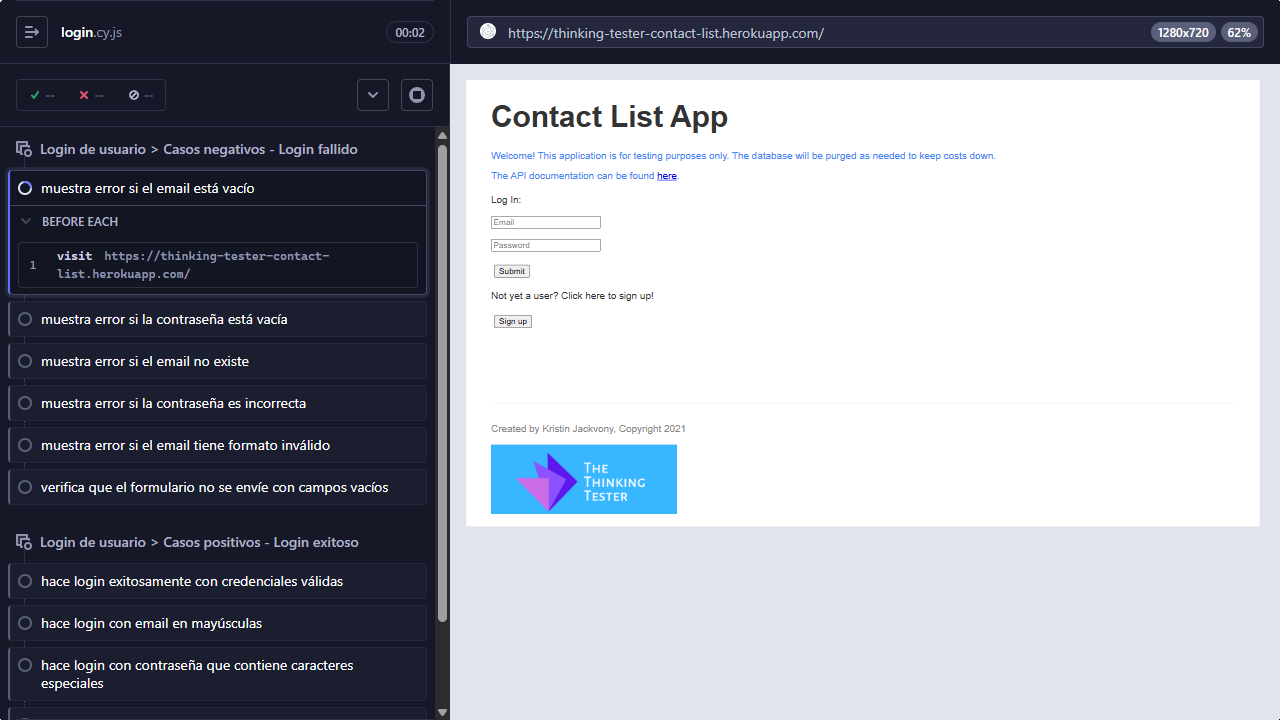 login.cy.js
00:02
--
--
--
Login de usuario > Casos negativos - Login fallido
muestra error si el email está vacío
BEFORE EACH
1
visit https://thinking-tester-contact-
list.herokuapp.com/
muestra error si la contraseña está vacía
muestra error si el email no existe
muestra error si la contraseña es incorrecta
muestra error si el email tiene formato inválido
verifica que el formulario no se envíe con campos vacíos
Login de usuario > Casos positivos - Login exitoso
hace login exitosamente con credenciales válidas
hace login con email en mayúsculas
hace login con contraseña que contiene caracteres
especiales
https://thinking-tester-contact-list.herokuapp.com/
1280x720
62%
Contact List App
Welcome! This application is for testing purposes only. The database will be purged as needed to keep costs down.
The API documentation can be found here.
Log In:
Email
Password
Submit
Not yet a user? Click here to sign up!
Sign up
Created by Kristin Jackvony, Copyright 2021
THE
THINKING
TESTER